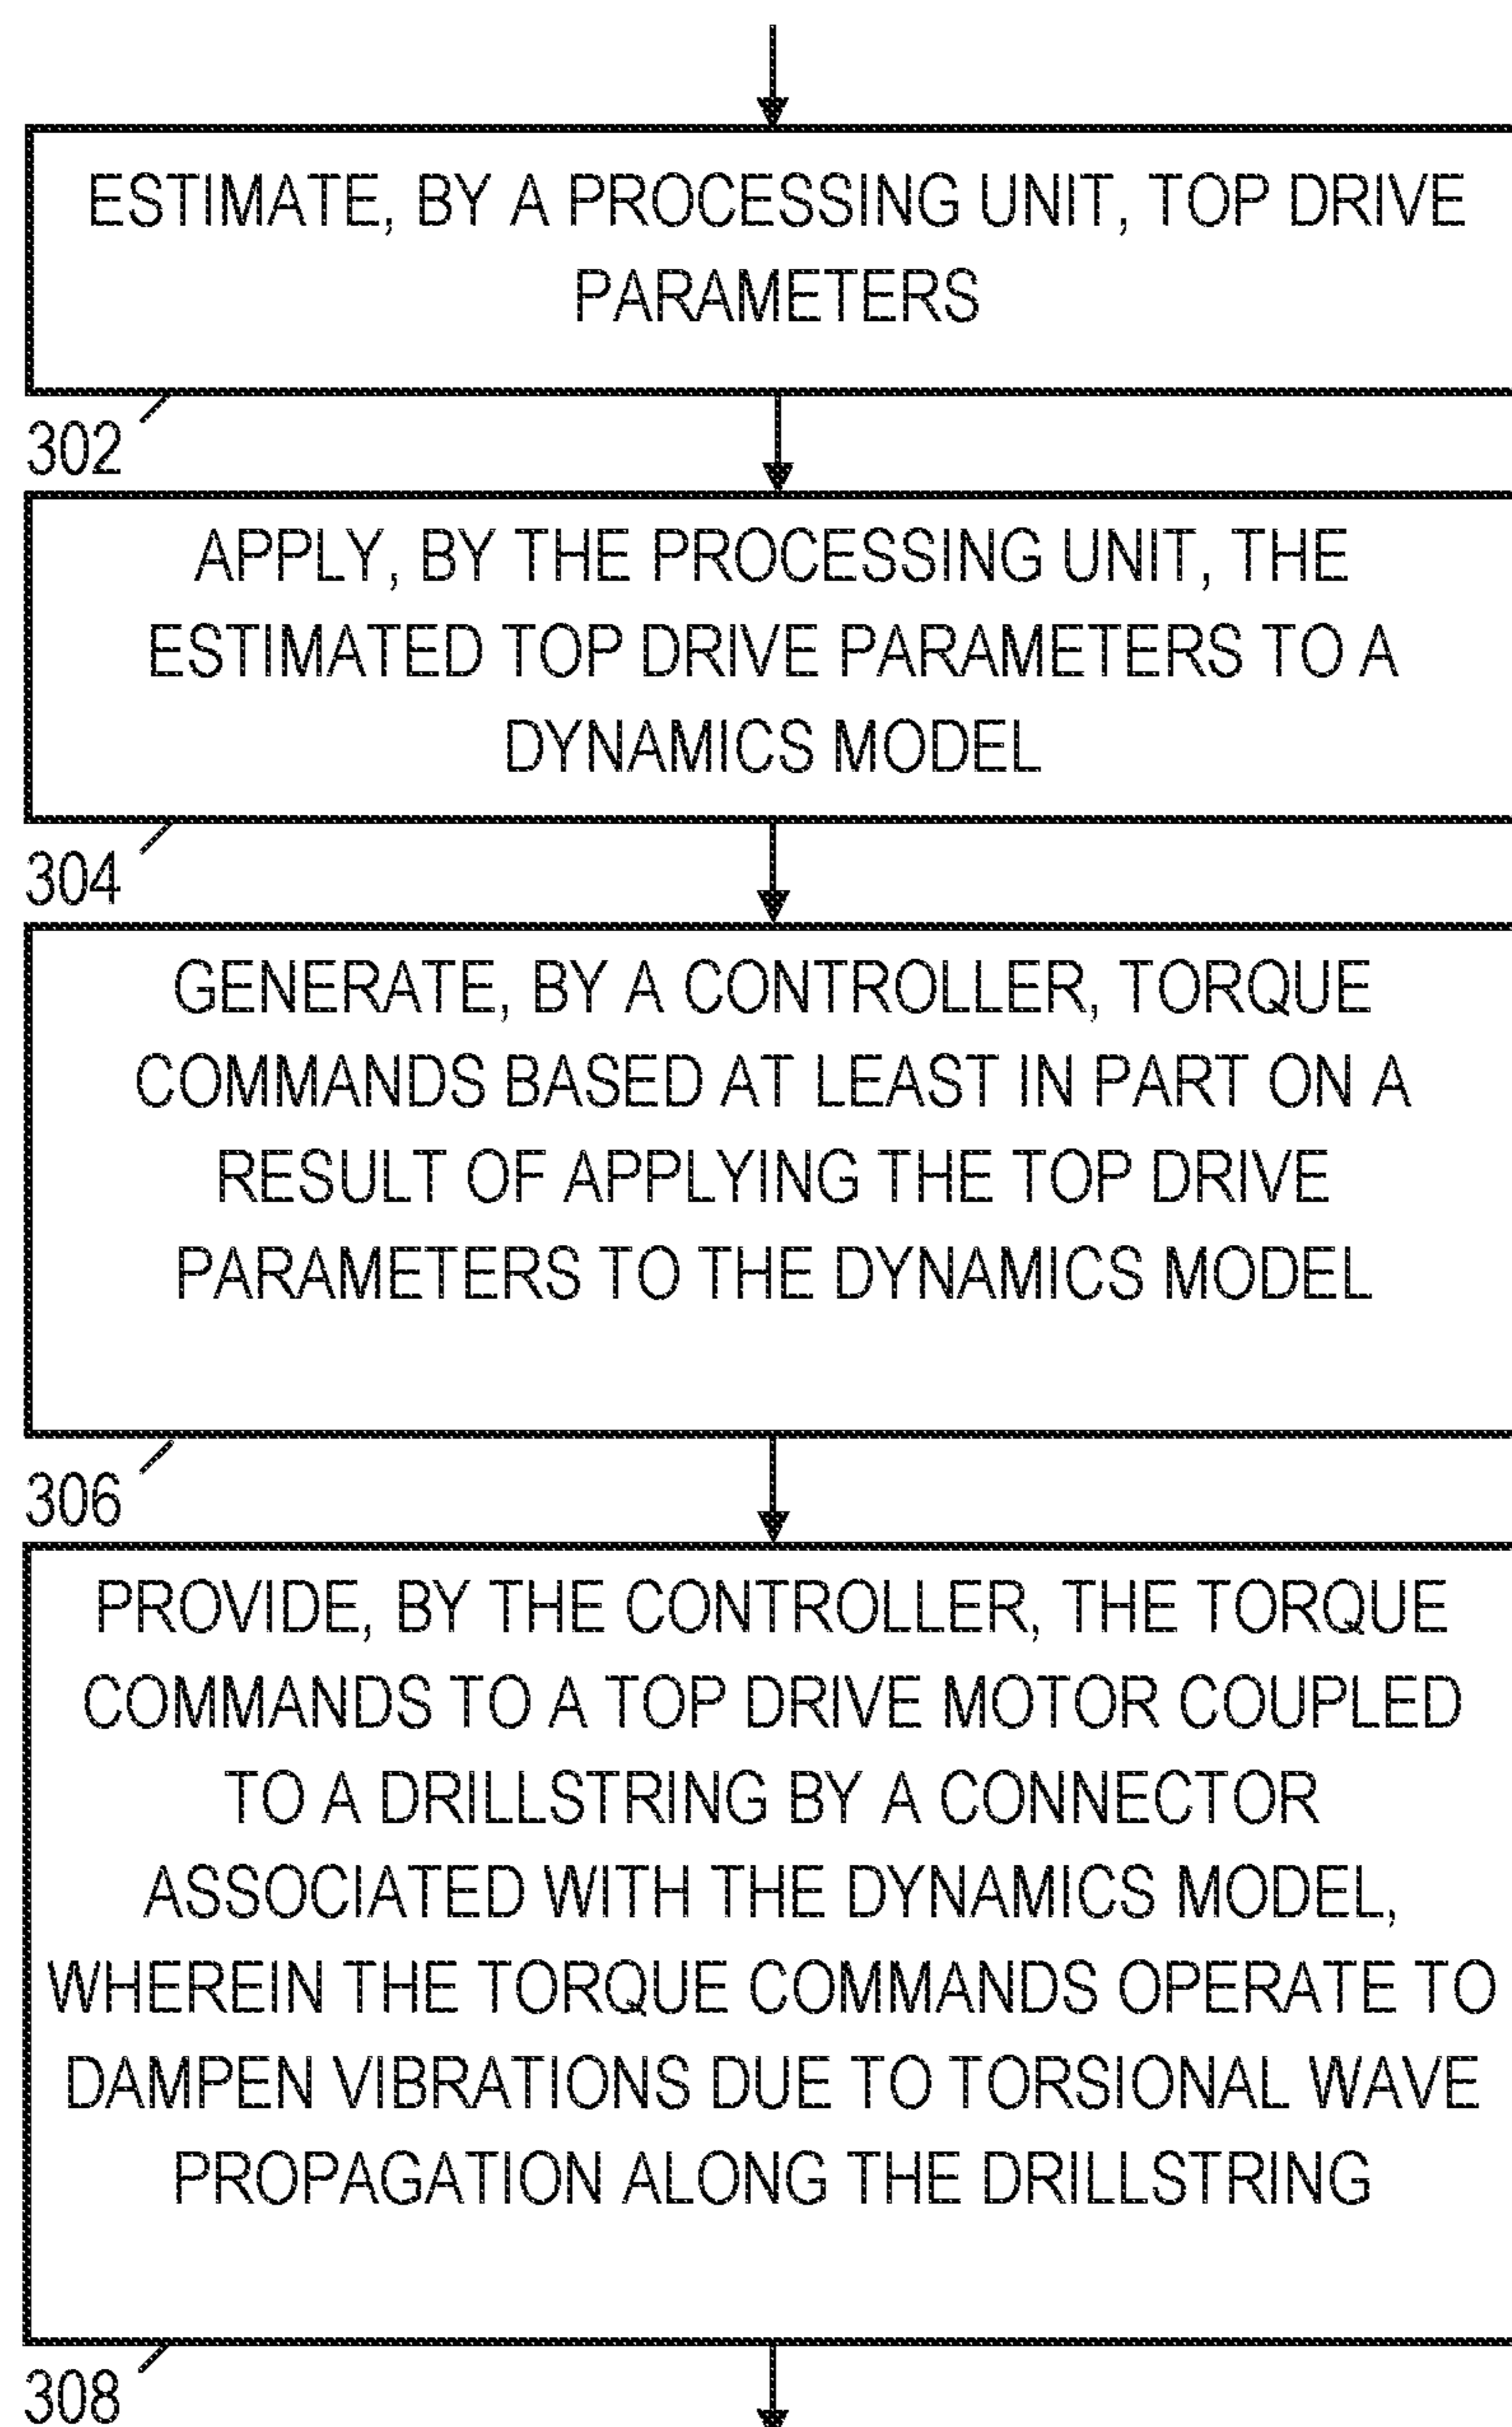 ESTIMATE, BY A PROCESSING UNIT, TOP DRIVE
PARAMETERS
302
APPLY, BY THE PROCESSING UNIT, THE
ESTIMATED TOP DRIVE PARAMETERS TO A
DYNAMICS MODEL
304
GENERATE, BY A CONTROLLER, TORQUE
COMMANDS BASED AT LEAST IN PART ON A
RESULT OF APPLYING THE TOP DRIVE
PARAMETERS TO THE DYNAMICS MODEL
306
PROVIDE, BY THE CONTROLLER, THE TORQUE
COMMANDS TO A TOP DRIVE MOTOR COUPLED
TO A DRILLSTRING BY A CONNECTOR
ASSOCIATED WITH THE DYNAMICS MODEL,
WHEREIN THE TORQUE COMMANDS OPERATE TO
DAMPEN VIBRATIONS DUE TO TORSIONAL WAVE
PROPAGATION ALONG THE DRILLSTRING
308